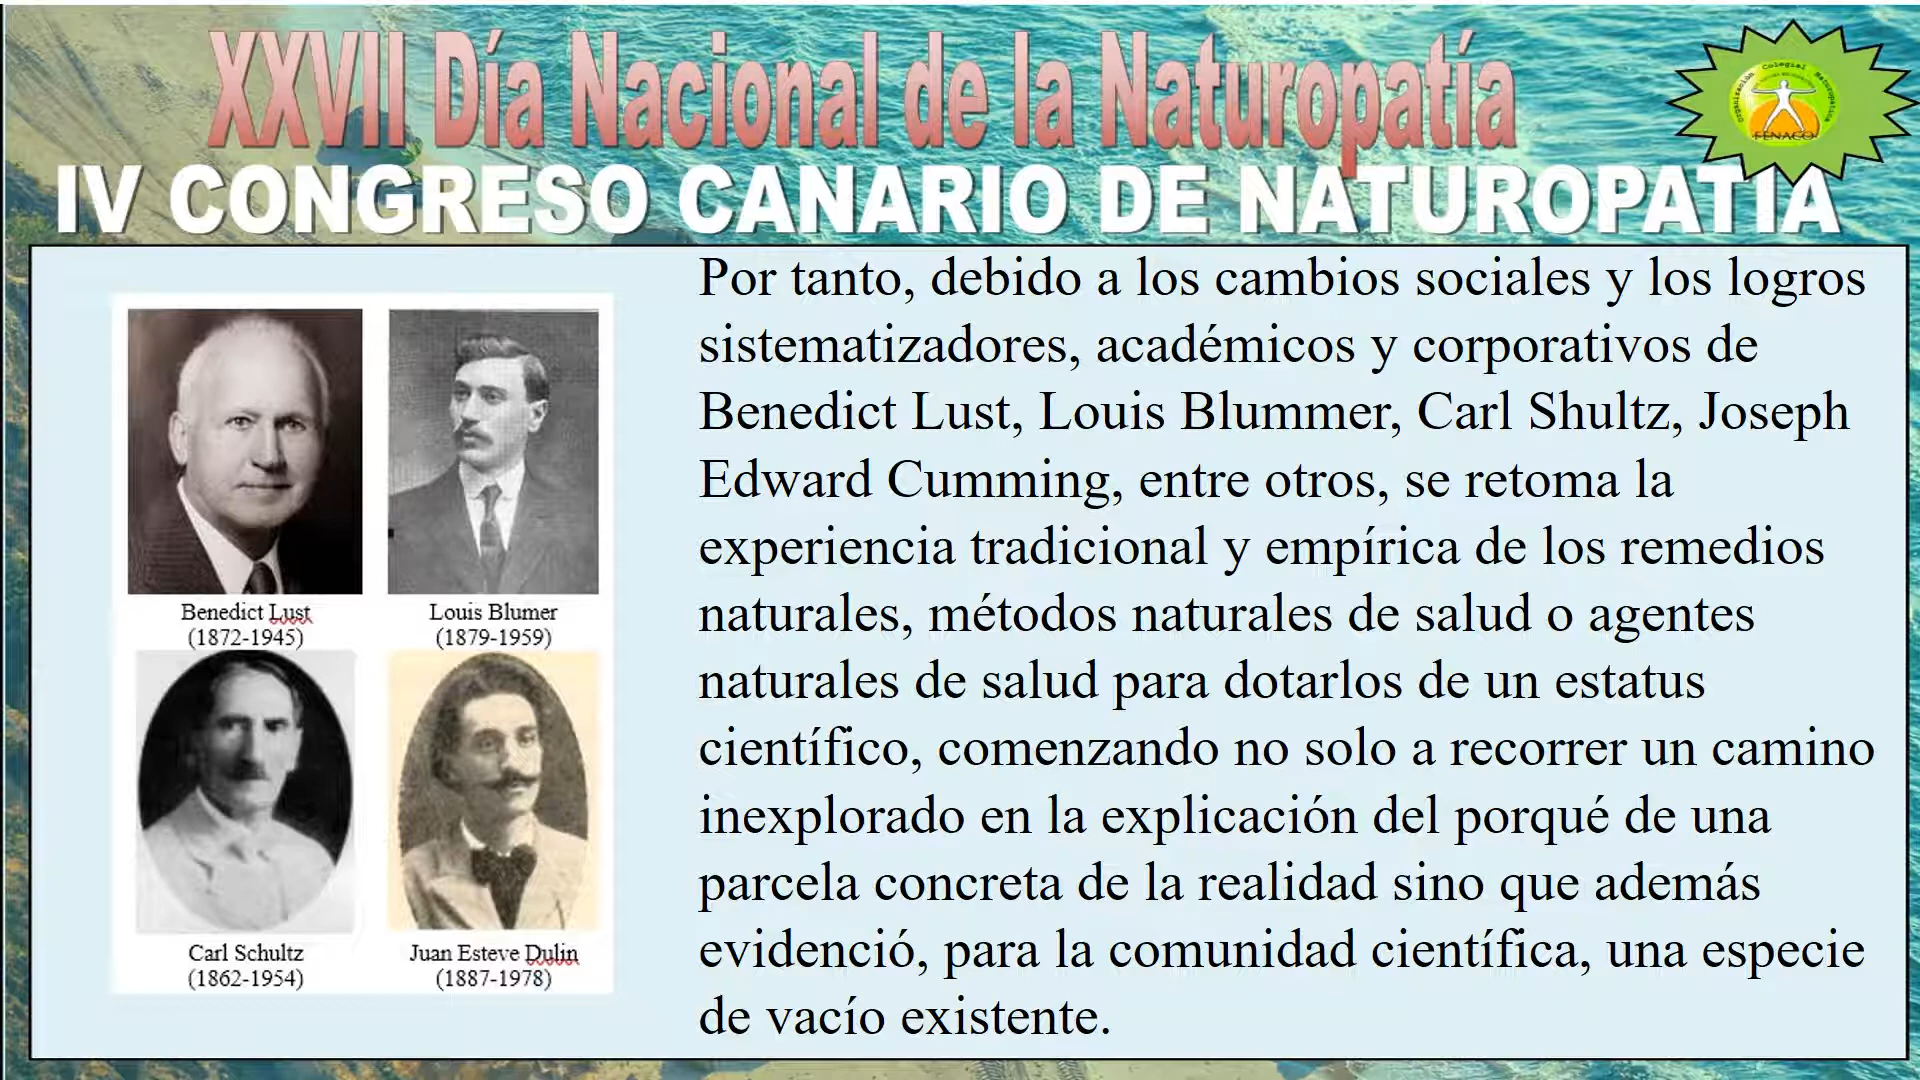 XXVII Día Nacional de la Naturopatía
Organización Colegial Naturopática
FENACO
IV CONGRESO CANARIO DE NATUROPATÍA
Por tanto, debido a los cambios sociales y los logros
sistematizadores, académicos y corporativos de
Benedict Lust, Louis Blummer, Carl Shultz, Joseph
Edward Cumming, entre otros, se retoma la
experiencia tradicional y empírica de los remedios
naturales, métodos naturales de salud o agentes
naturales de salud para dotarlos de un estatus
científico, comenzando no solo a recorrer un camino
inexplorado en la explicación del porqué de una
parcela concreta de la realidad sino que además
evidenció, para la comunidad científica, una especie
de vacío existente.
Benedict Lust
(1872-1945)
Louis Blumer
(1879-1959)
Carl Schultz
(1862-1954)
Juan Esteve Dulin
(1887-1978)